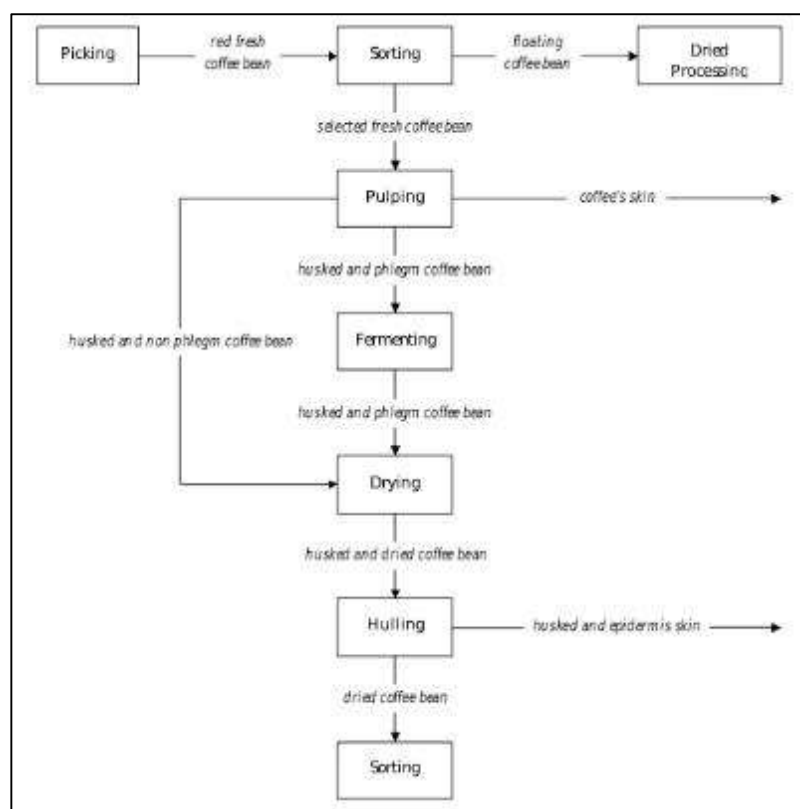 Picking
red fresh
coffee bean
Sorting
floating
coffee bean
Dried
Processing
selected fresh coffee bean
Pulping
coffee's skin
husked and phlegm coffee bean
husked and non phlegm coffee bean
Fermenting
husked and phlegm coffee bean
Drying
husked and dried coffee bean
Hulling
husked and epidermis skin
dried coffee bean
Sorting